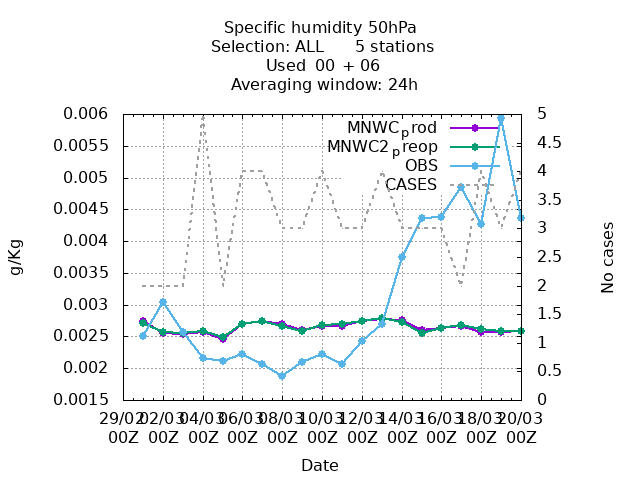 Specific humidity 50hPa
Selection: ALL 5 stations
Used 00 + 06
Averaging window: 24h
0.006
0.0055
0.005
0.0045
0.004
0.0035
0.003
0.0025
0.002
0.0015
g/Kg
MNWCprod
MNWC2preop
OBS
CASES
5
4.5
4
3.5
3
2.5
2
1.5
1
0.5
0
No cases
29/02 02/03 04/03 06/03 08/03 10/03 12/03 14/03 16/03 18/03 20/03
00Z 00Z 00Z 00Z 00Z 00Z 00Z 00Z 00Z 00Z 00Z
Date